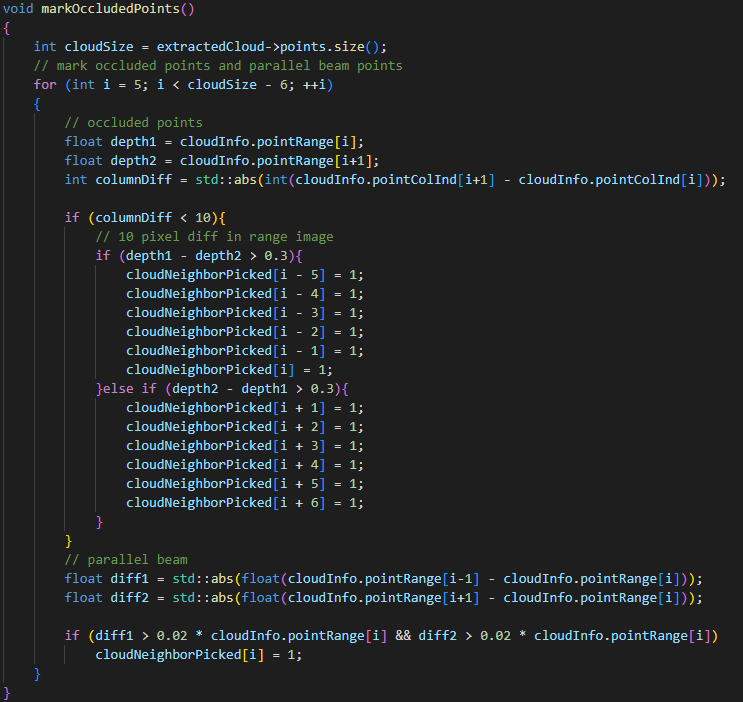 void markOccludedPoints()
{
    int cloudSize = extractedCloud->points.size();
    // mark occluded points and parallel beam points
    for (int i = 5; i < cloudSize - 6; ++i)
    {
        // occluded points
        float depth1 = cloudInfo.pointRange[i];
        float depth2 = cloudInfo.pointRange[i+1];
        int columnDiff = std::abs(int(cloudInfo.pointColInd[i+1] - cloudInfo.pointColInd[i]));

        if (columnDiff < 10){
            // 10 pixel diff in range image
            if (depth1 - depth2 > 0.3){
                cloudNeighborPicked[i - 5] = 1;
                cloudNeighborPicked[i - 4] = 1;
                cloudNeighborPicked[i - 3] = 1;
                cloudNeighborPicked[i - 2] = 1;
                cloudNeighborPicked[i - 1] = 1;
                cloudNeighborPicked[i] = 1;
            }else if (depth2 - depth1 > 0.3){
                cloudNeighborPicked[i + 1] = 1;
                cloudNeighborPicked[i + 2] = 1;
                cloudNeighborPicked[i + 3] = 1;
                cloudNeighborPicked[i + 4] = 1;
                cloudNeighborPicked[i + 5] = 1;
                cloudNeighborPicked[i + 6] = 1;
            }
        }
        // parallel beam
        float diff1 = std::abs(float(cloudInfo.pointRange[i-1] - cloudInfo.pointRange[i]));
        float diff2 = std::abs(float(cloudInfo.pointRange[i+1] - cloudInfo.pointRange[i]));

        if (diff1 > 0.02 * cloudInfo.pointRange[i] && diff2 > 0.02 * cloudInfo.pointRange[i])
            cloudNeighborPicked[i] = 1;
    }
}